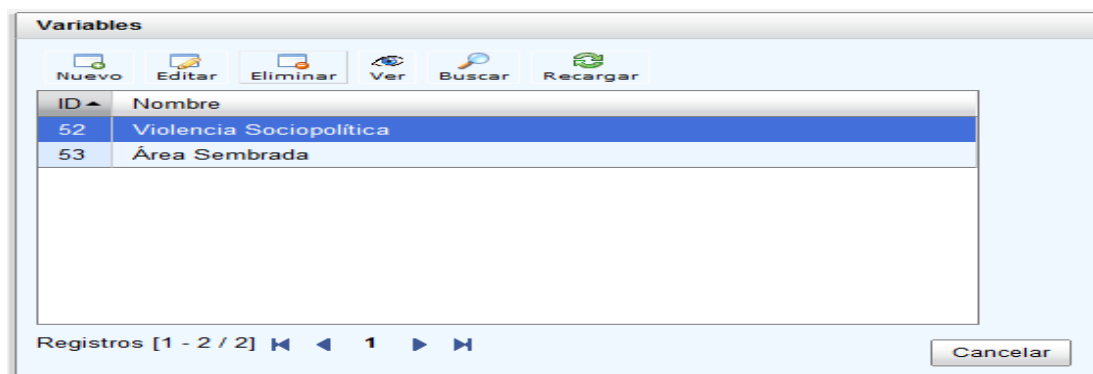 Variables
Nuevo Editar Eliminar Ver Buscar Recargar
ID Nombre
52 Violencia Sociopolítica
53 Área Sembrada
Registros [1 - 2 / 2] 1
Cancelar